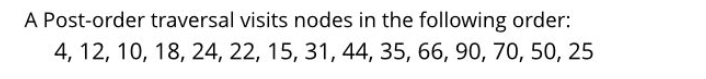 A Post-order traversal visits nodes in the following order:
4, 12, 10, 18, 24, 22, 15, 31, 44, 35, 66, 90, 70, 50, 25